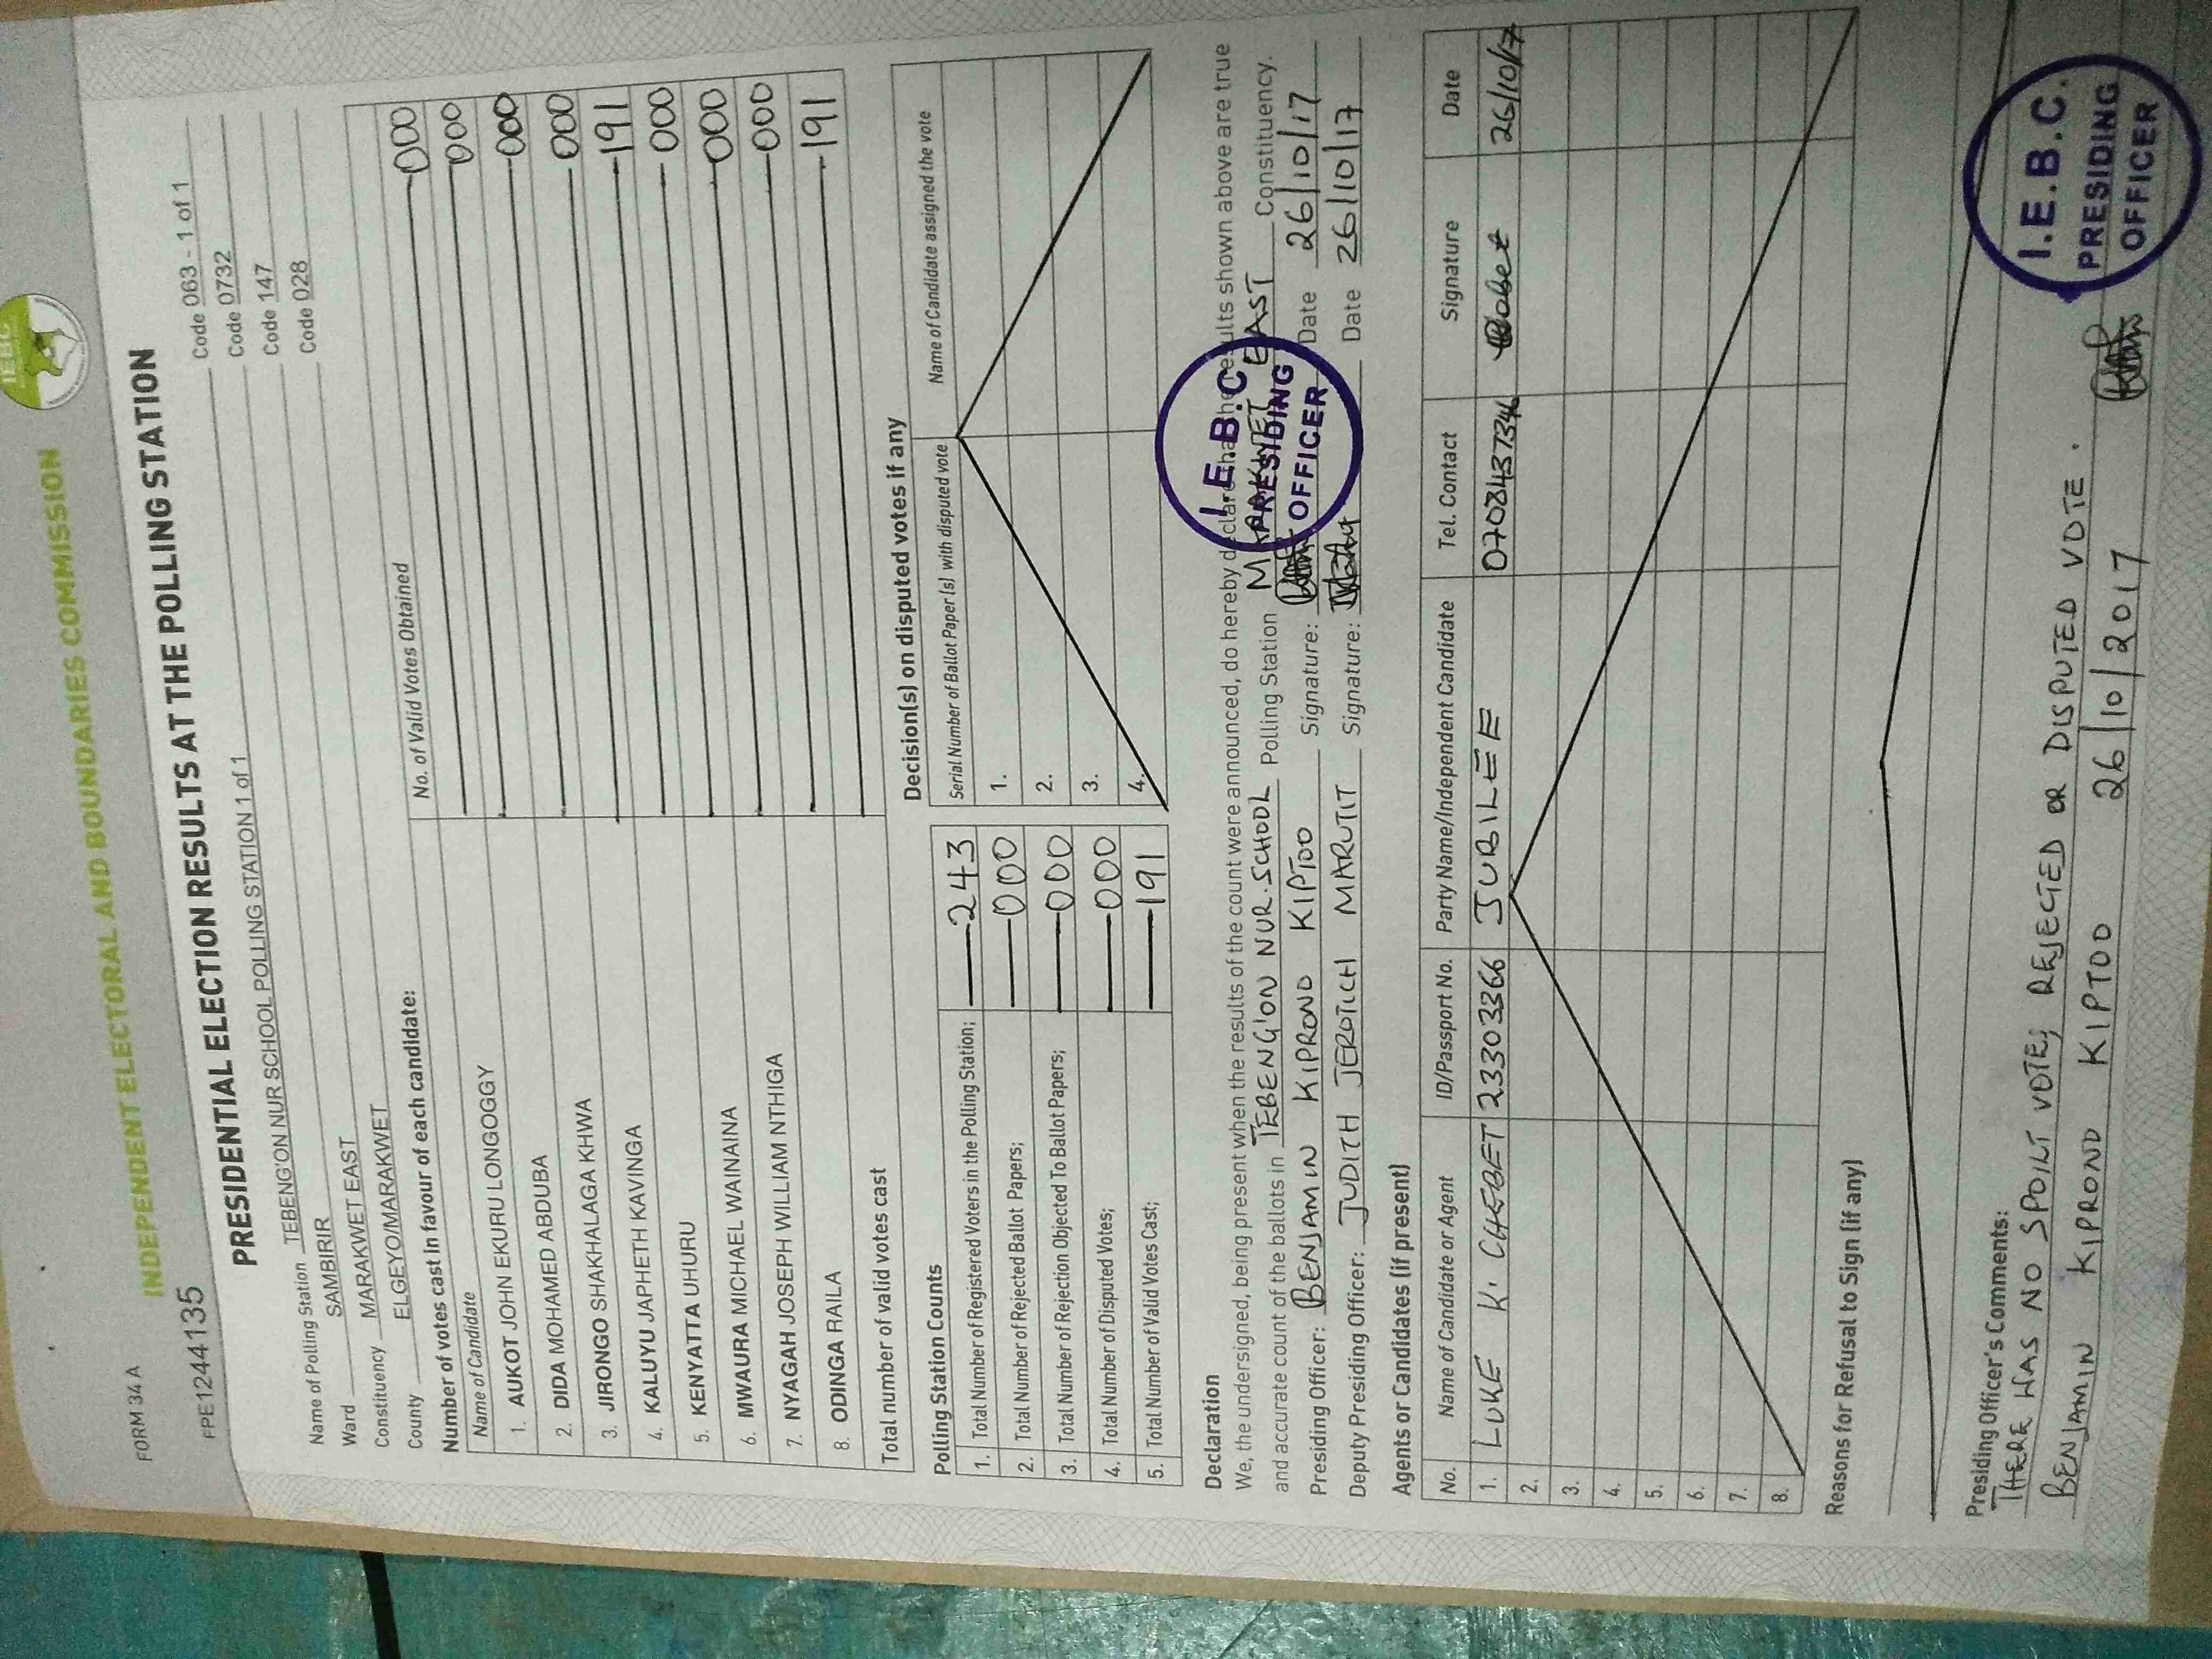 IEBC
INDEPENDENT ELECTORAL AND BOUNDARIES COMMISSION
FORM 34 A
FPE1244135
PRESIDENTIAL ELECTION RESULTS AT THE POLLING STATION
Name of Polling Station TEBENG'ON NUR SCHOOL POLLING STATION 1 of 1 Code 063 - 1 of 1
Ward SAMBIRIR Code 0732
Constituency MARAKWET EAST Code 147
County ELGEYO/MARAKWET Code 028
Number of votes cast in favour of each candidate:
Name of Candidate No. of Valid Votes Obtained
1. AUKOT JOHN EKURU LONGOGGY 000
2. DIDA MOHAMED ABDUBA 000
3. JIRONGO SHAKHALAGA KHWA 000
4. KALUYU JAPHETH KAVINGA 000
5. KENYATTA UHURU 191
6. MWAURA MICHAEL WAINAINA 000
7. NYAGAH JOSEPH WILLIAM NTHIGA 000
8. ODINGA RAILA 000
Total number of valid votes cast 191
Polling Station Counts
1. Total Number of Registered Voters in the Polling Station; 243
2. Total Number of Rejected Ballot Papers; 000
3. Total Number of Rejection Objected To Ballot Papers; 000
4. Total Number of Disputed Votes; 000
5. Total Number of Valid Votes Cast; 191
Decision(s) on disputed votes if any
Serial Number of Ballot Paper (s) with disputed vote Name of Candidate assigned the vote
1.
2.
3.
4.
Declaration
We, the undersigned, being present when the results of the count were announced, do hereby declare that the results shown above are true
and accurate count of the ballots in TEBENG'ON NUR. SCHOOL Polling Station MARAKWET EAST Constituency.
Presiding Officer: BENJAMIN KIPRONO KIPTOO Signature: Date 26/10/17
Deputy Presiding Officer: JUDITH JEROTICH MARUTIT Signature: Date 26/10/17
I.E.B.C
PRESIDING
OFFICER
Agents or Candidates (if present)
No. Name of Candidate or Agent ID/Passport No. Party Name/Independent Candidate Tel. Contact Signature Date
1. LUKE K. CHEBET 23303366 JUBILEE 0708437346 26/10/17
2.
3.
4.
5.
6.
7.
8.
Reasons for Refusal to Sign (if any)
Presiding Officer's Comments:
THERE WAS NO SPOILT VOTE, REJECTED OR DISPUTED VOTE.
BENJAMIN KIPRONO KIPTOO 26/10/2017
I.E.B.C.
PRESIDING
OFFICER